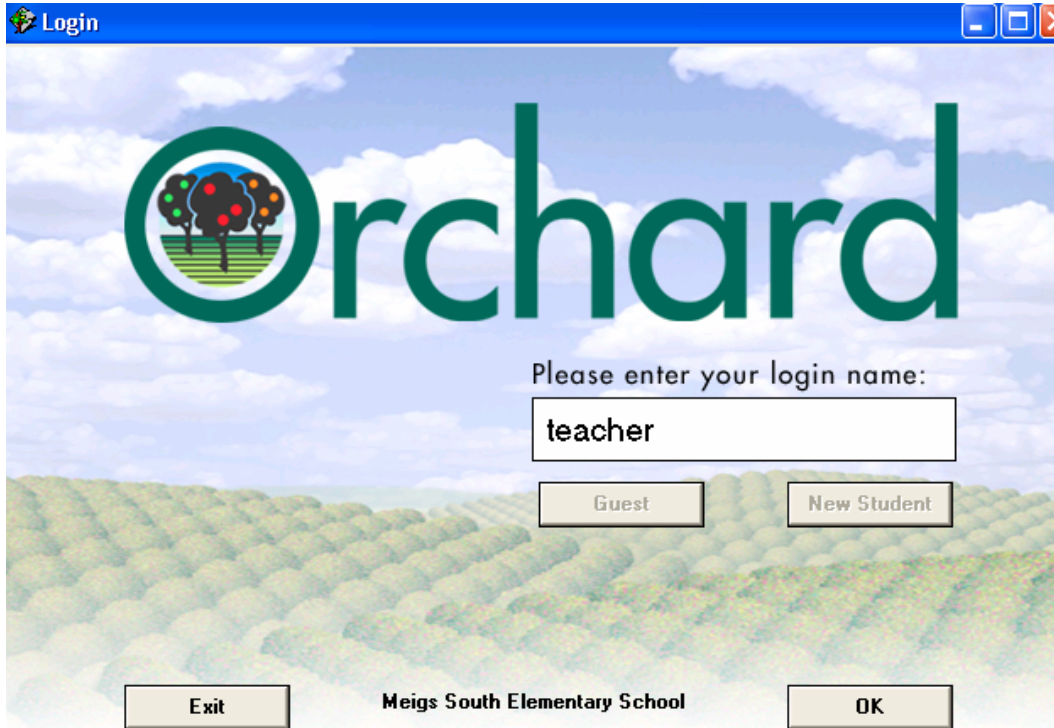 Login
Orchard
Please enter your login name:
teacher
Guest New Student
Exit Meigs South Elementary School OK